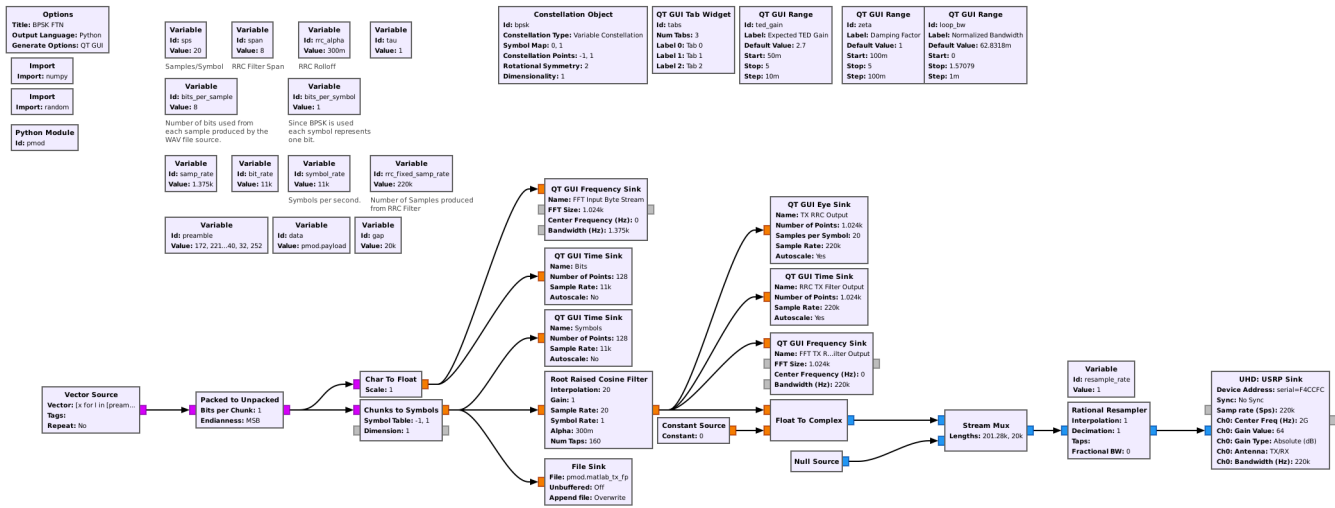 Options
Title: BPSK FTN
Output Language: Python
Generate Options: QT GUI
Import
Import: numpy
Import
Import: random
Python Module
Id: pmod
Variable
Id: sps
Value: 20
Samples/Symbol
Variable
Id: span
Value: 8
RRC Filter Span
Variable
Id: rrc_alpha
Value: 300m
RRC Rolloff
Variable
Id: tau
Value: 1
Variable
Id: bits_per_sample
Value: 8
Number of bits used from
each sample produced by the
WAV file source.
Variable
Id: bits_per_symbol
Value: 1
Since BPSK is used
each symbol represents
one bit.
Variable
Id: samp_rate
Value: 1.375k
Variable
Id: bit_rate
Value: 11k
Variable
Id: symbol_rate
Value: 11k
Symbols per second.
Variable
Id: rrc_fixed_samp_rate
Value: 220k
Number of Samples produced
from RRC Filter
Variable
Id: preamble
Value: 172, 221...40, 32, 252
Variable
Id: data
Value: pmod.payload
Variable
Id: gap
Value: 20k
Constellation Object
Id: bpsk
Constellation Type: Variable Constellation
Symbol Map: 0, 1
Constellation Points: -1, 1
Rotational Symmetry: 2
Dimensionality: 1
QT GUI Tab Widget
Id: tabs
Num Tabs: 3
Label 0: Tab 0
Label 1: Tab 1
Label 2: Tab 2
QT GUI Range
Id: ted_gain
Label: Expected TED Gain
Default Value: 2.7
Start: 50m
Stop: 5
Step: 10m
QT GUI Range
Id: zeta
Label: Damping Factor
Default Value: 1
Start: 100m
Stop: 5
Step: 100m
QT GUI Range
Id: loop_bw
Label: Normalized Bandwidth
Default Value: 62.8318m
Start: 0
Stop: 1.57079
Step: 1m
QT GUI Frequency Sink
Name: FFT Input Byte Stream
FFT Size: 1.024k
Center Frequency (Hz): 0
Bandwidth (Hz): 1.375k
QT GUI Time Sink
Name: Bits
Number of Points: 128
Sample Rate: 11k
Autoscale: No
QT GUI Time Sink
Name: Symbols
Number of Points: 128
Sample Rate: 11k
Autoscale: No
QT GUI Eye Sink
Name: TX RRC Output
Number of Points: 1.024k
Samples per Symbol: 20
Sample Rate: 220k
Autoscale: Yes
QT GUI Time Sink
Name: RRC TX Filter Output
Number of Points: 1.024k
Sample Rate: 220k
Autoscale: Yes
QT GUI Frequency Sink
Name: FFT TX R...ilter Output
FFT Size: 1.024k
Center Frequency (Hz): 0
Bandwidth (Hz): 220k
Vector Source
Vector: [x for l in [pream...
Tags:
Repeat: No
Packed to Unpacked
Bits per Chunk: 1
Endianness: MSB
Char To Float
Scale: 1
Chunks to Symbols
Symbol Table: -1, 1
Dimension: 1
Root Raised Cosine Filter
Interpolation: 20
Gain: 1
Sample Rate: 20
Symbol Rate: 1
Alpha: 300m
Num Taps: 160
File Sink
File: pmod.matlab_tx_fp
Unbuffered: Off
Append file: Overwrite
Constant Source
Constant: 0
Float To Complex
Null Source
Stream Mux
Lengths: 201.28k, 20k
Variable
Id: resample_rate
Value: 1
Rational Resampler
Interpolation: 1
Decimation: 1
Taps:
Fractional BW: 0
UHD: USRP Sink
Device Address: serial=F4CCFC
Sync: No Sync
Samp rate (Sps): 220k
Ch0: Center Freq (Hz): 2G
Ch0: Gain Value: 64
Ch0: Gain Type: Absolute (dB)
Ch0: Antenna: TX/RX
Ch0: Bandwidth (Hz): 220k